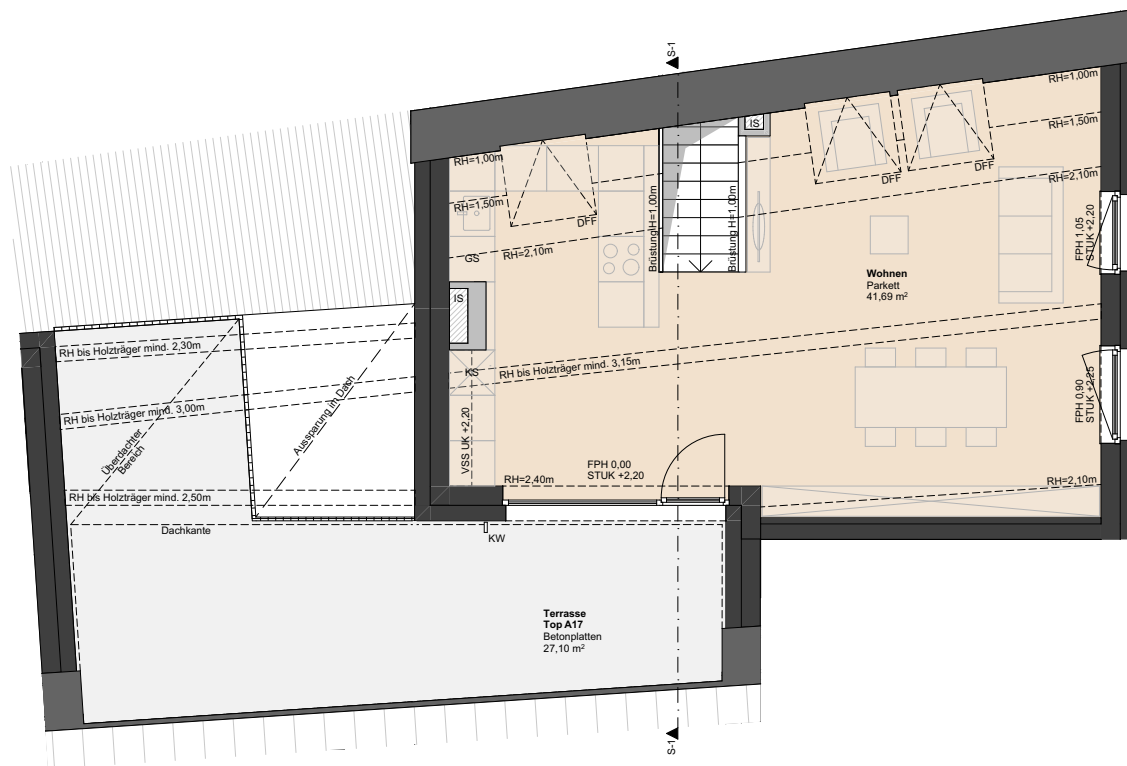 S-1
RH=1,00m
IS
RH=1,50m
DFF
DFF
RH=2,10m
RH=1,00m
RH=1,50m
DFF
RH=2,10m
GS
Brüstung H=1,00m
Brüstung H=1,00m
FPH 1,05
STUK +2,20
Wohnen
Parkett
41,69 m²
IS
RH bis Holzträger mind. 2,30m
KS
RH bis Holzträger mind. 3,15m
FPH 0,90
STUK +2,25
RH bis Holzträger mind. 3,00m
Aussparung im Dach
Überdachter
Bereich
VSS UK +2,20
FPH 0,00
STUK +2,20
RH=2,40m
RH=2,10m
RH bis Holzträger mind. 2,50m
Dachkante
KW
Terrasse
Top A17
Betonplatten
27,10 m²
S-1